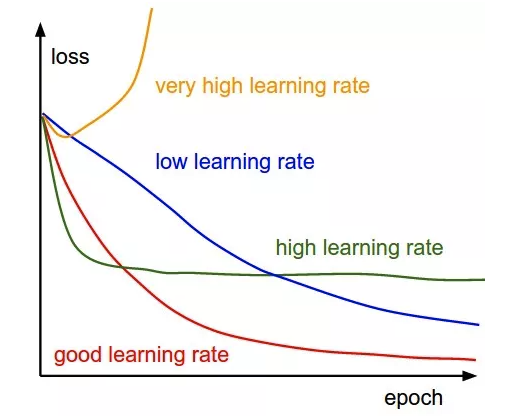 loss
very high learning rate
low learning rate
high learning rate
good learning rate
epoch